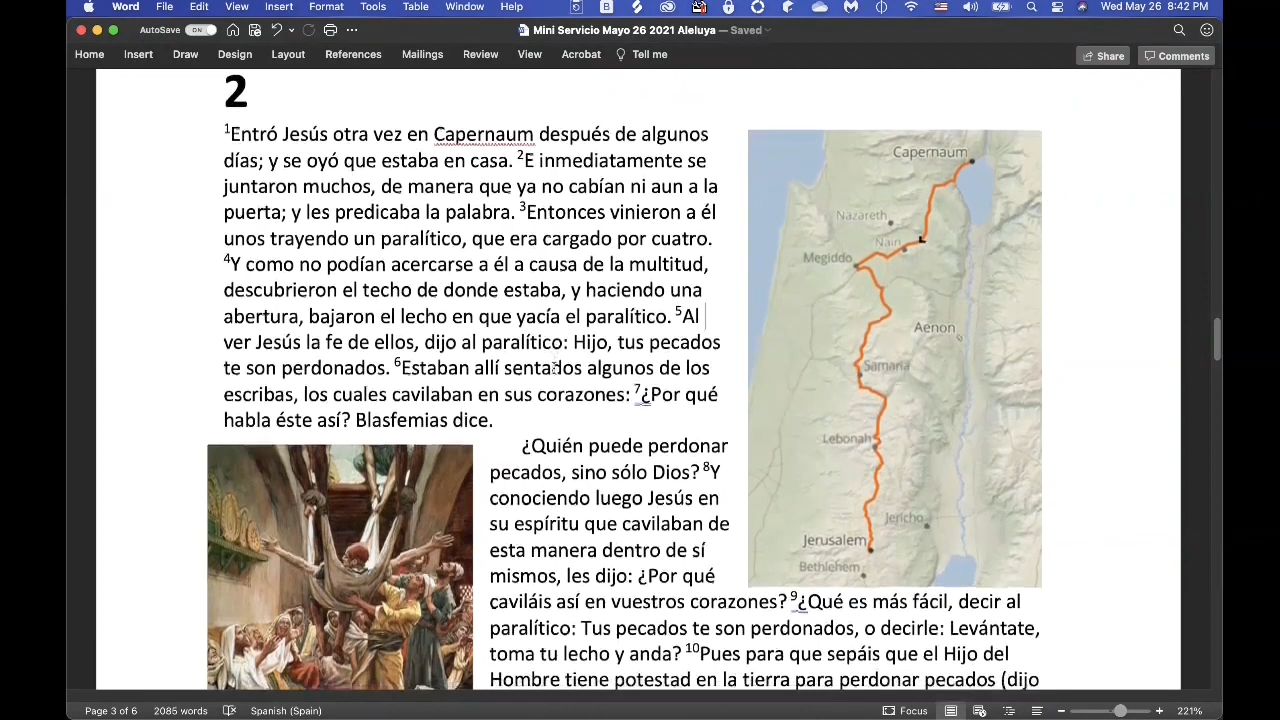 Word File Edit View Insert Format Tools Table Window Help Wed May 26 8:42 PM
AutoSave ON Mini Servicio Mayo 26 2021 Aleluya — Saved
Home Insert Draw Design Layout References Mailings Review View Acrobat Tell me Share Comments
2
1Entró Jesús otra vez en Capernaum después de algunos
días; y se oyó que estaba en casa. 2E inmediatamente se
juntaron muchos, de manera que ya no cabían ni aun a la
puerta; y les predicaba la palabra. 3Entonces vinieron a él
unos trayendo un paralítico, que era cargado por cuatro.
4Y como no podían acercarse a él a causa de la multitud,
descubrieron el techo de donde estaba, y haciendo una
abertura, bajaron el lecho en que yacía el paralítico. 5Al
ver Jesús la fe de ellos, dijo al paralítico: Hijo, tus pecados
te son perdonados. 6Estaban allí sentados algunos de los
escribas, los cuales cavilaban en sus corazones: 7¿Por qué
habla éste así? Blasfemias dice.
¿Quién puede perdonar
pecados, sino sólo Dios? 8Y
conociendo luego Jesús en
su espíritu que cavilaban de
esta manera dentro de sí
mismos, les dijo: ¿Por qué
caviláis así en vuestros corazones? 9¿Qué es más fácil, decir al
paralítico: Tus pecados te son perdonados, o decirle: Levántate,
toma tu lecho y anda? 10Pues para que sepáis que el Hijo del
Hombre tiene potestad en la tierra para perdonar pecados (dijo
Capernaum
Nazareth
Nain
Megiddo
Aenon
Samaria
Lebonah
Jericho
Jerusalem
Bethlehem
Page 3 of 6 2085 words Spanish (Spain) Focus 221%